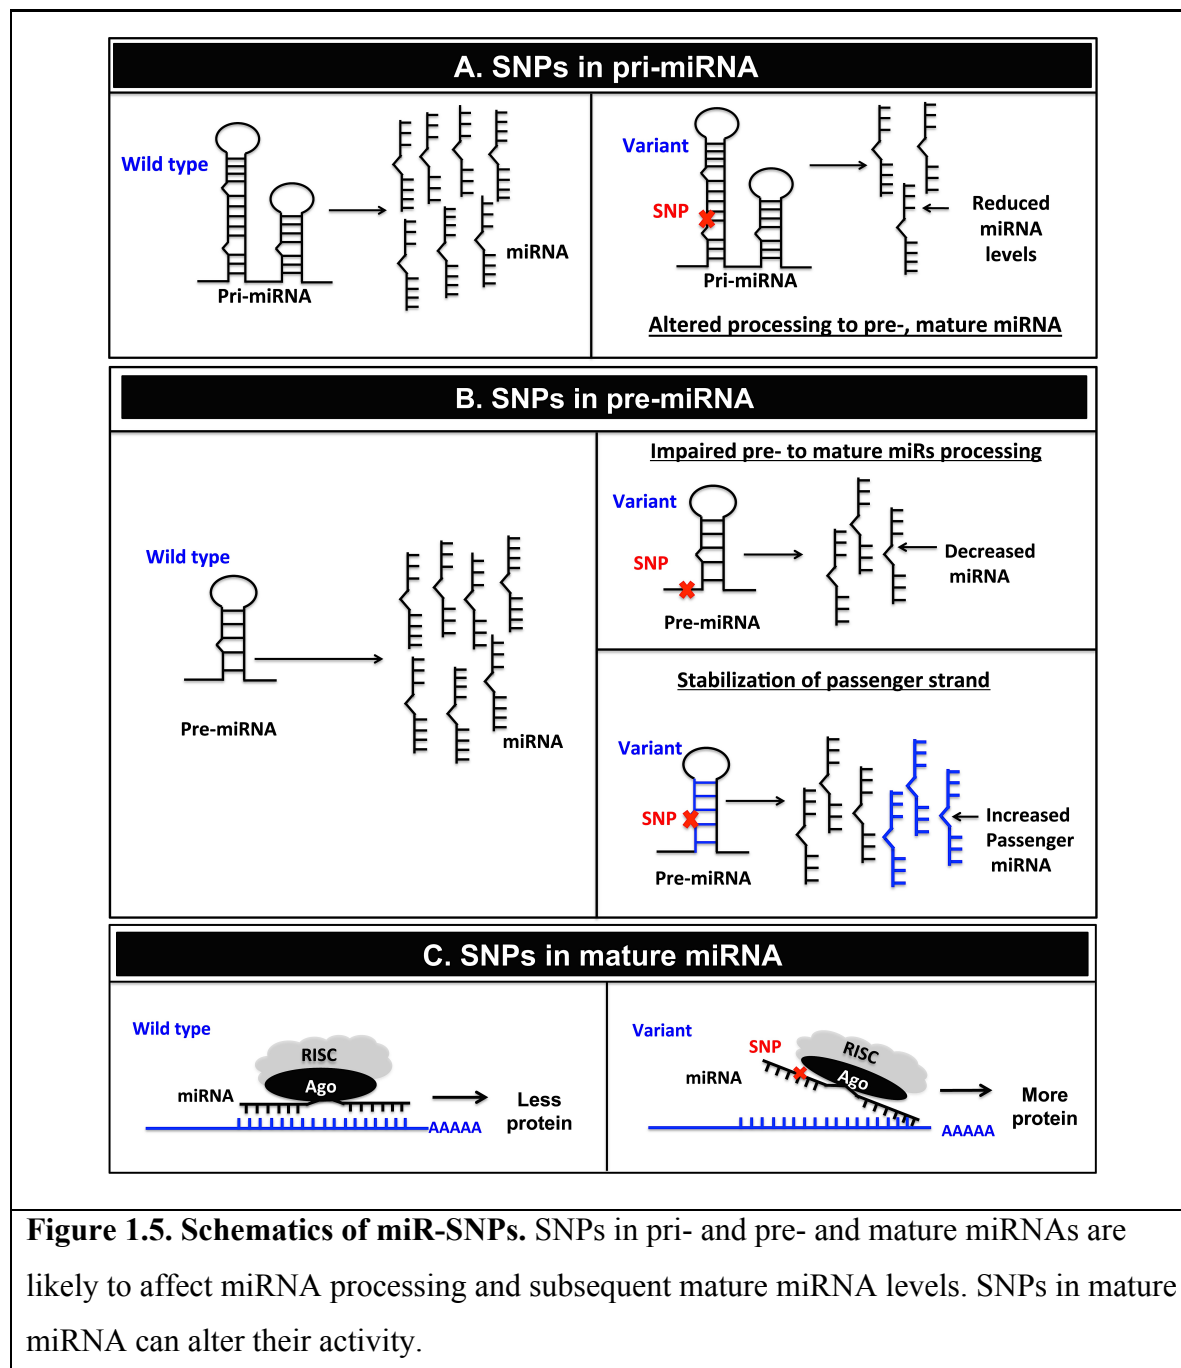 A. SNPs in pri-miRNA
Wild type
Pri-miRNA
miRNA
Variant
SNP
Pri-miRNA
Reduced
miRNA
levels
Altered processing to pre-, mature miRNA
B. SNPs in pre-miRNA
Wild type
Pre-miRNA
miRNA
Impaired pre- to mature miRs processing
Variant
SNP
Pre-miRNA
Decreased
miRNA
Stabilization of passenger strand
Variant
SNP
Pre-miRNA
Increased
Passenger
miRNA
C. SNPs in mature miRNA
Wild type
RISC
Ago
miRNA
AAAAA
Less
protein
Variant
SNP
RISC
Ago
miRNA
AAAAA
More
protein
Figure 1.5. Schematics of miR-SNPs. SNPs in pri- and pre- and mature miRNAs are
likely to affect miRNA processing and subsequent mature miRNA levels. SNPs in mature
miRNA can alter their activity.